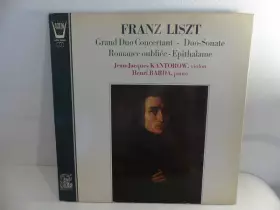 FRANZ LISZT
Grand Duo Concertant - Duo-Sonate
Romance oubliée - Epithalame
Jean-Jacques KANTOROW, violon
Henri BARDA, piano